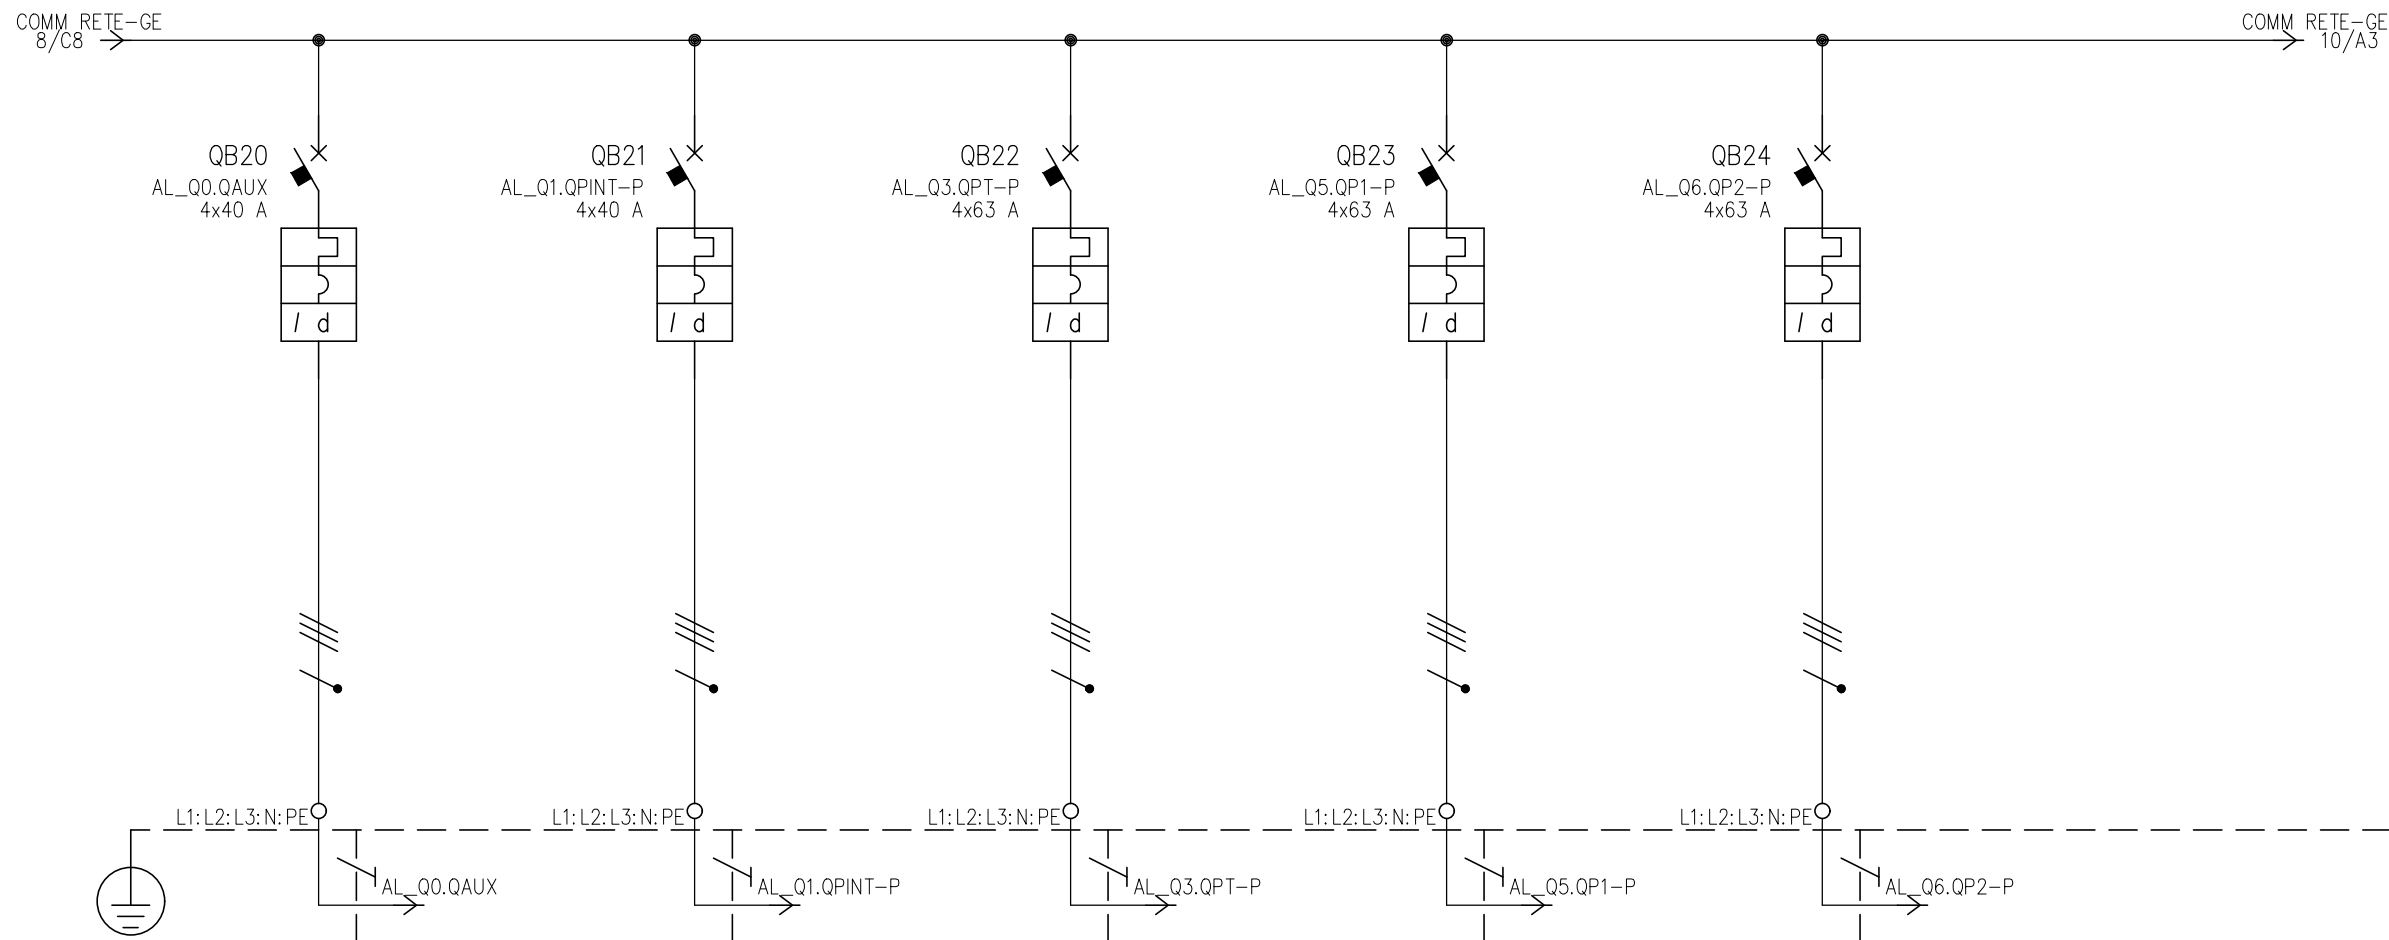 COMM RETE-GE
8/C8
COMM RETE-GE
10/A3
QB20
AL_Q0.QAUX
4x40 A
QB21
AL_Q1.QPINT-P
4x40 A
QB22
AL_Q3.QPT-P
4x63 A
QB23
AL_Q5.QP1-P
4x63 A
QB24
AL_Q6.QP2-P
4x63 A
I d
I d
I d
I d
I d
L1:L2:L3:N:PE
L1:L2:L3:N:PE
L1:L2:L3:N:PE
L1:L2:L3:N:PE
L1:L2:L3:N:PE
AL_Q0.QAUX
AL_Q1.QPINT-P
AL_Q3.QPT-P
AL_Q5.QP1-P
AL_Q6.QP2-P